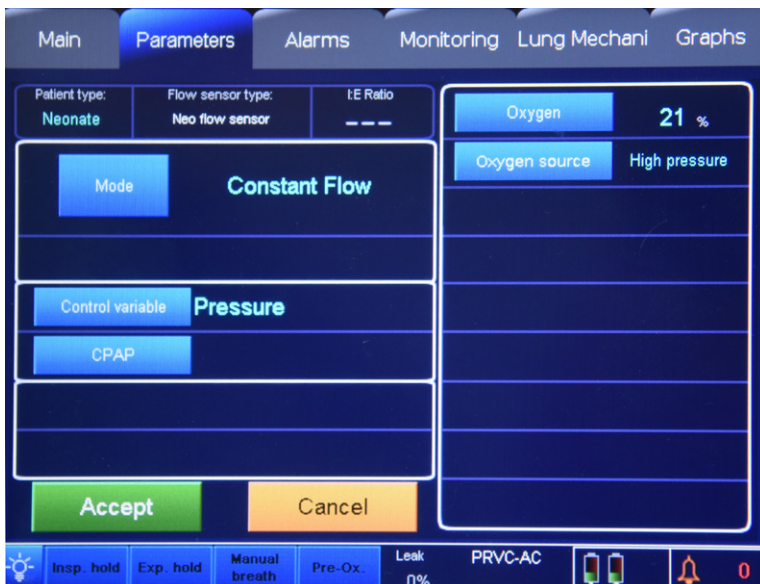 Main Parameters Alarms Monitoring Lung Mechani Graphs
Patient type: Flow sensor type: I:E Ratio
Neonate Neo flow sensor ---
Oxygen 21 %
Oxygen source High pressure
Mode Constant Flow
Control variable Pressure
CPAP
Accept Cancel
Insp. hold Exp. hold Manual breath Pre-Ox. Leak 0% PRVC-AC 0